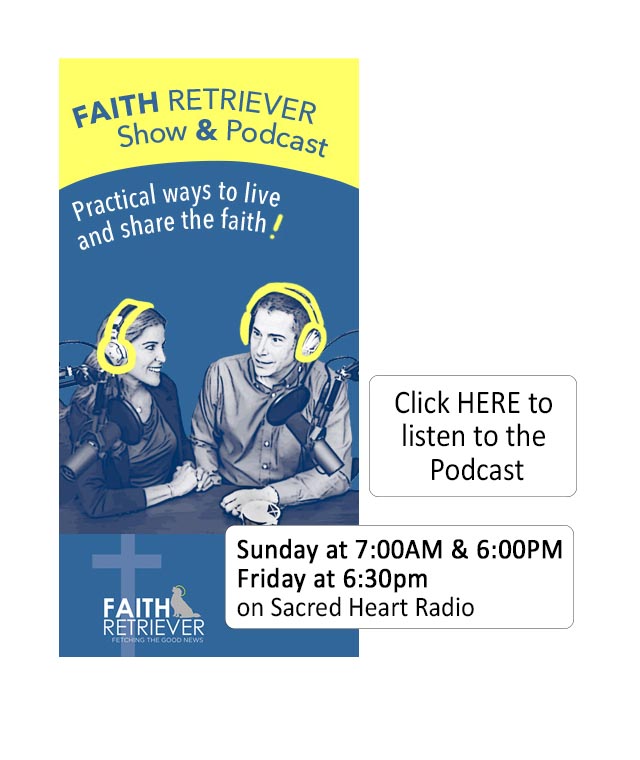 FAITH RETRIEVER
Show & Podcast
Practical ways to live
and share the faith!
Click HERE to
listen to the
Podcast
Sunday at 7:00AM & 6:00PM
Friday at 6:30pm
on Sacred Heart Radio
FAITH
RETRIEVER
FETCHING THE GOOD NEWS